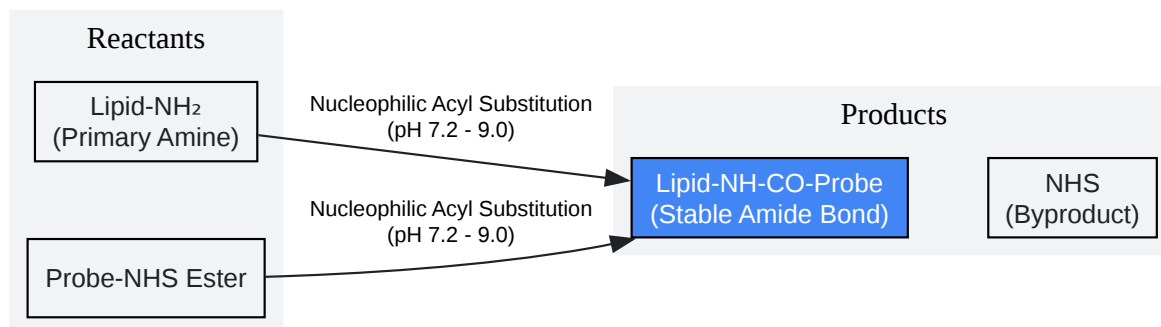 Reactants
Lipid-NH₂
(Primary Amine)
Probe-NHS Ester
Nucleophilic Acyl Substitution
(pH 7.2 - 9.0)
Nucleophilic Acyl Substitution
(pH 7.2 - 9.0)
Products
Lipid-NH-CO-Probe
(Stable Amide Bond)
NHS
(Byproduct)